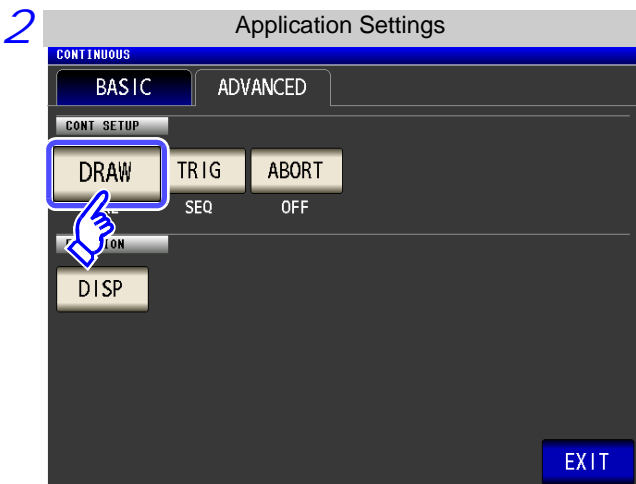 2
Application Settings
CONTINUOUS
BASIC ADVANCED
CONT SETUP
DRAW TRIG ABORT
SEQ OFF
DISP
EXIT